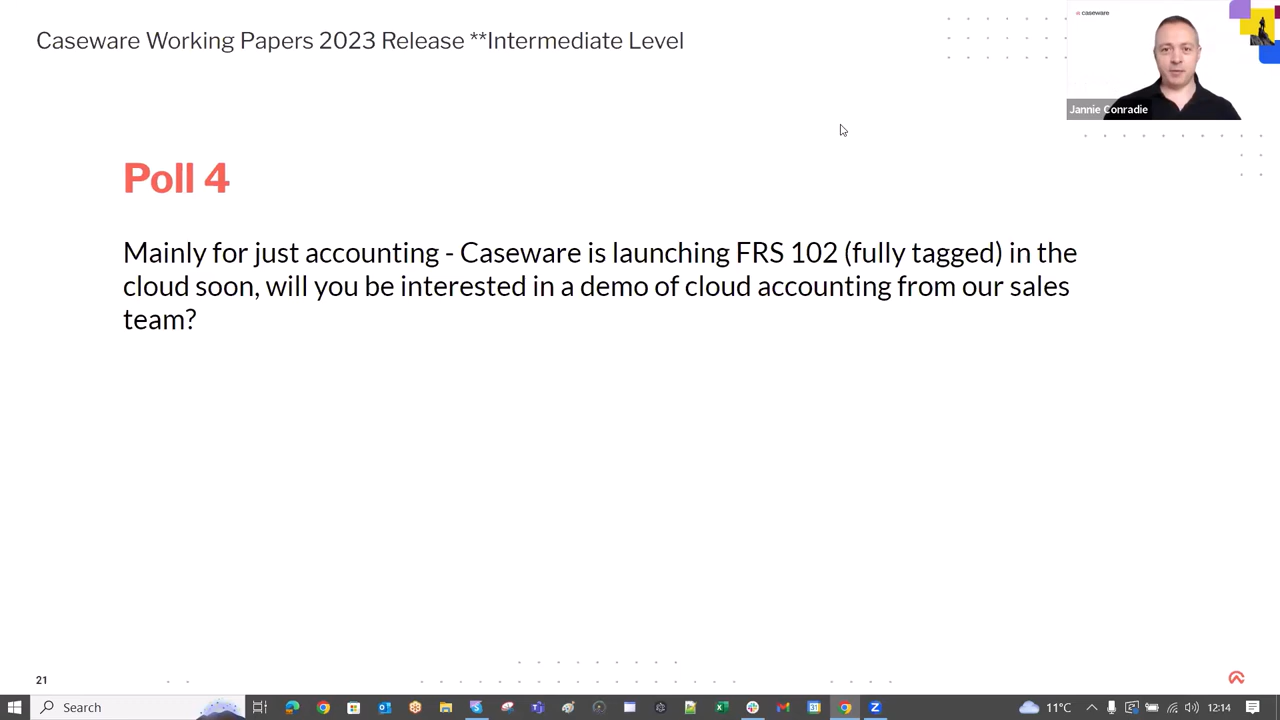 Caseware Working Papers 2023 Release **Intermediate Level
caseware
Jannie Conradie
Poll 4
Mainly for just accounting - Caseware is launching FRS 102 (fully tagged) in the
cloud soon, will you be interested in a demo of cloud accounting from our sales
team?
21
Search
11°C
12:14